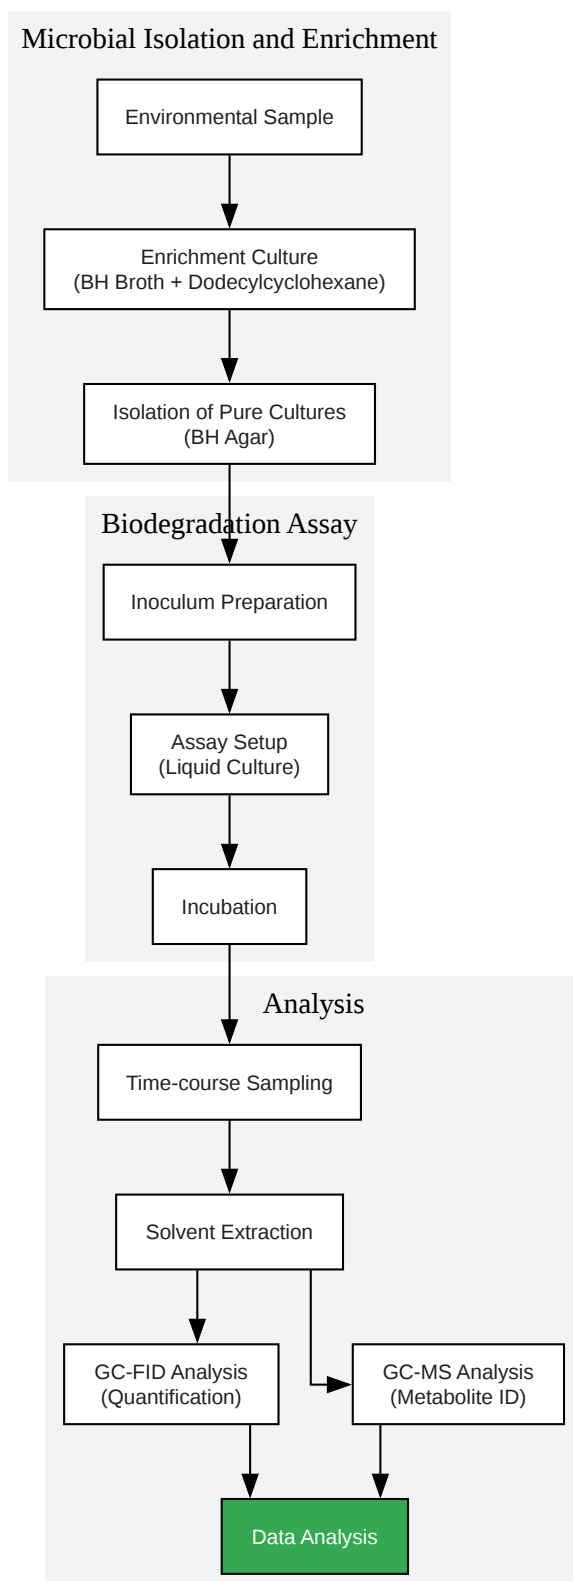 Microbial Isolation and Enrichment
Environmental Sample
Enrichment Culture
(BH Broth + Dodecylcyclohexane)
Isolation of Pure Cultures
(BH Agar)
Biodegradation Assay
Inoculum Preparation
Assay Setup
(Liquid Culture)
Incubation
Analysis
Time-course Sampling
Solvent Extraction
GC-FID Analysis
(Quantification)
GC-MS Analysis
(Metabolite ID)
Data Analysis